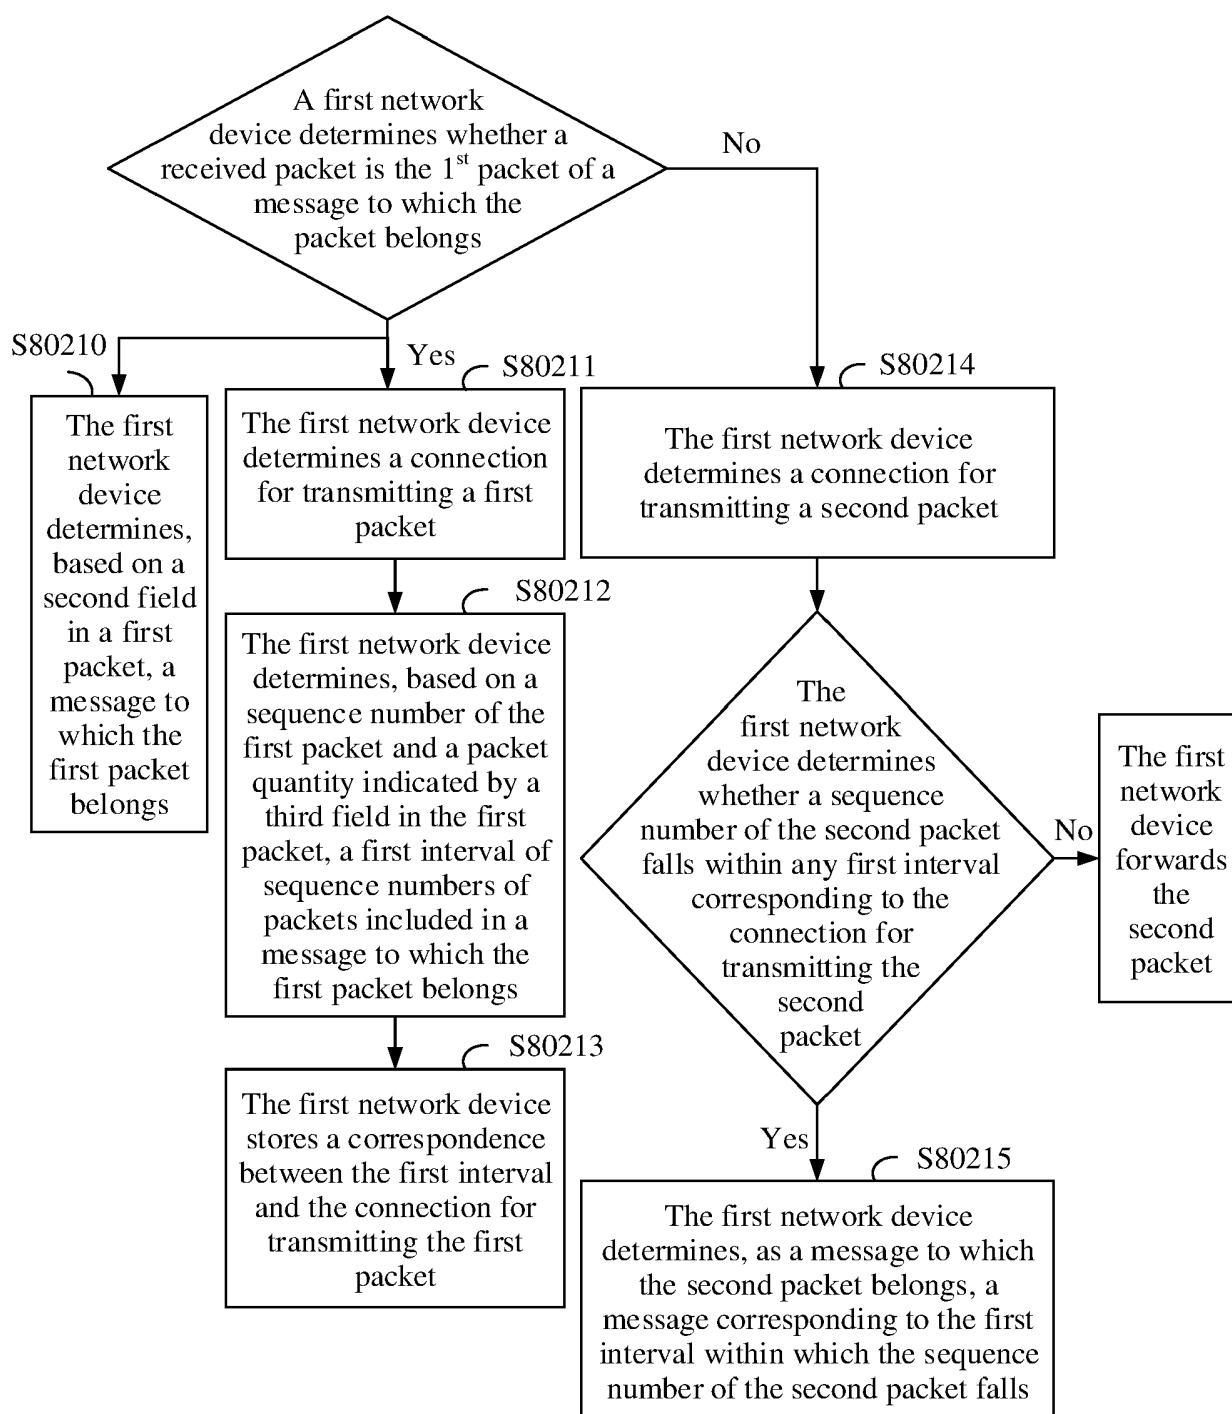 A first network
device determines whether a
received packet is the 1st packet of a
message to which the
packet belongs
No
Yes
S80210
The first
network
device
determines,
based on a
second field
in a first
packet, a
message to
which the
first packet
belongs
S80211
The first network device
determines a connection
for transmitting a first
packet
S80212
The first network device
determines, based on a
sequence number of the
first packet and a packet
quantity indicated by a
third field in the first
packet, a first interval of
sequence numbers of
packets included in a
message to which the
first packet belongs
S80213
The first network device
stores a correspondence
between the first interval
and the connection for
transmitting the first
packet
S80214
The first network device
determines a connection for
transmitting a second packet
The
first network
device determines
whether a sequence
number of the second packet
falls within any first interval
corresponding to the
connection for
transmitting the
second
packet
No
The first
network
device
forwards
the
second
packet
Yes
S80215
The first network device
determines, as a message to which
the second packet belongs, a
message corresponding to the first
interval within which the sequence
number of the second packet falls